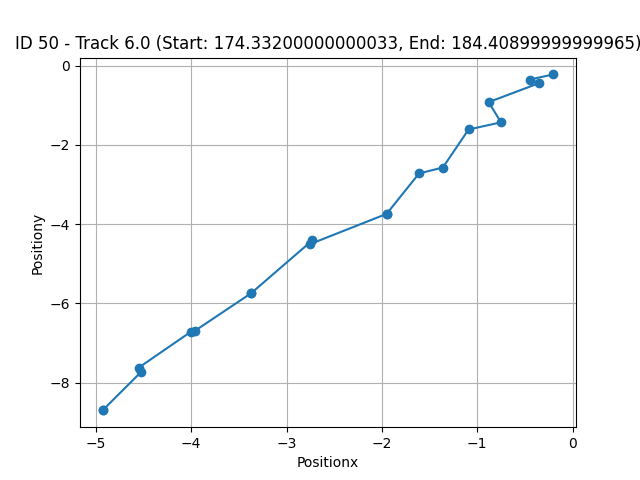 ID 50 - Track 6.0 (Start: 174.33200000000033, End: 184.40899999999965)
0
−2
−4
−6
−8
Positiony
−5 −4 −3 −2 −1 0
Positionx